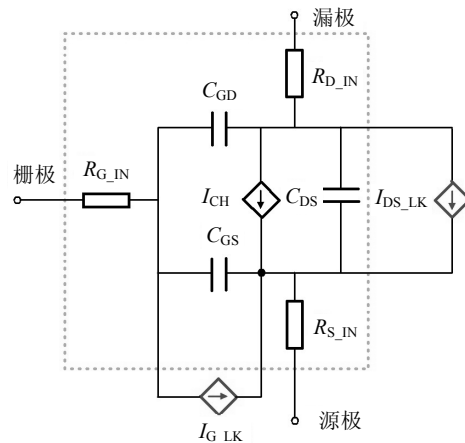 漏极
R_D_IN
C_GD
栅极
R_G_IN
I_CH
C_DS
I_DS_LK
C_GS
R_S_IN
I_G_LK
源极